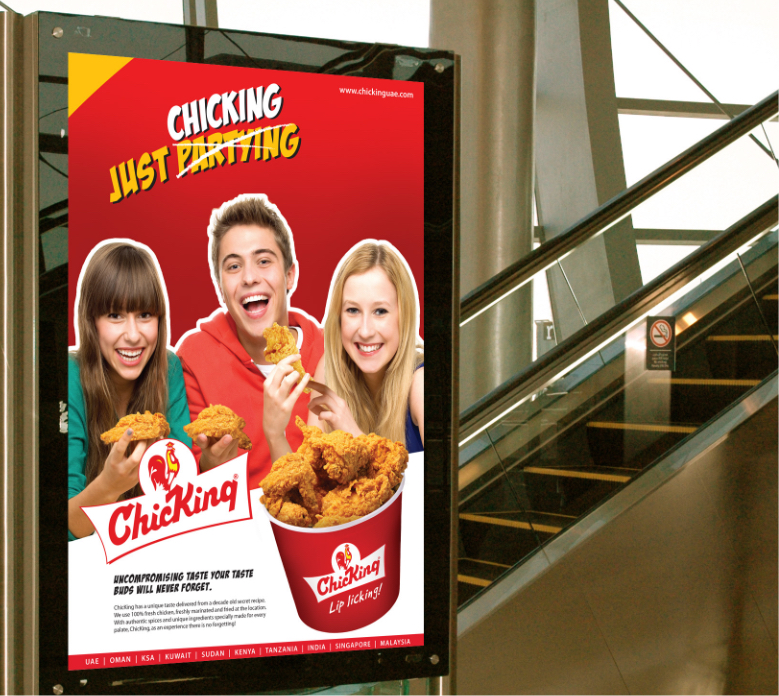 www.chickinguae.com
CHICKING
JUST PARTYING
ChicKing®
ChicKing
Lip licking!
UNCOMPROMISING TASTE YOUR TASTE
BUDS WILL NEVER FORGET.
ChicKing has a unique taste delivered from a decade old secret recipe.
We use 100% fresh chicken, freshly marinated and fried at the location.
With authentic spices and unique ingredients specially made for every
palate, ChicKing, as an experience there is no forgetting!
UAE | OMAN | KSA | KUWAIT | SUDAN | KENYA | TANZANIA | INDIA | SINGAPORE | MALAYSIA